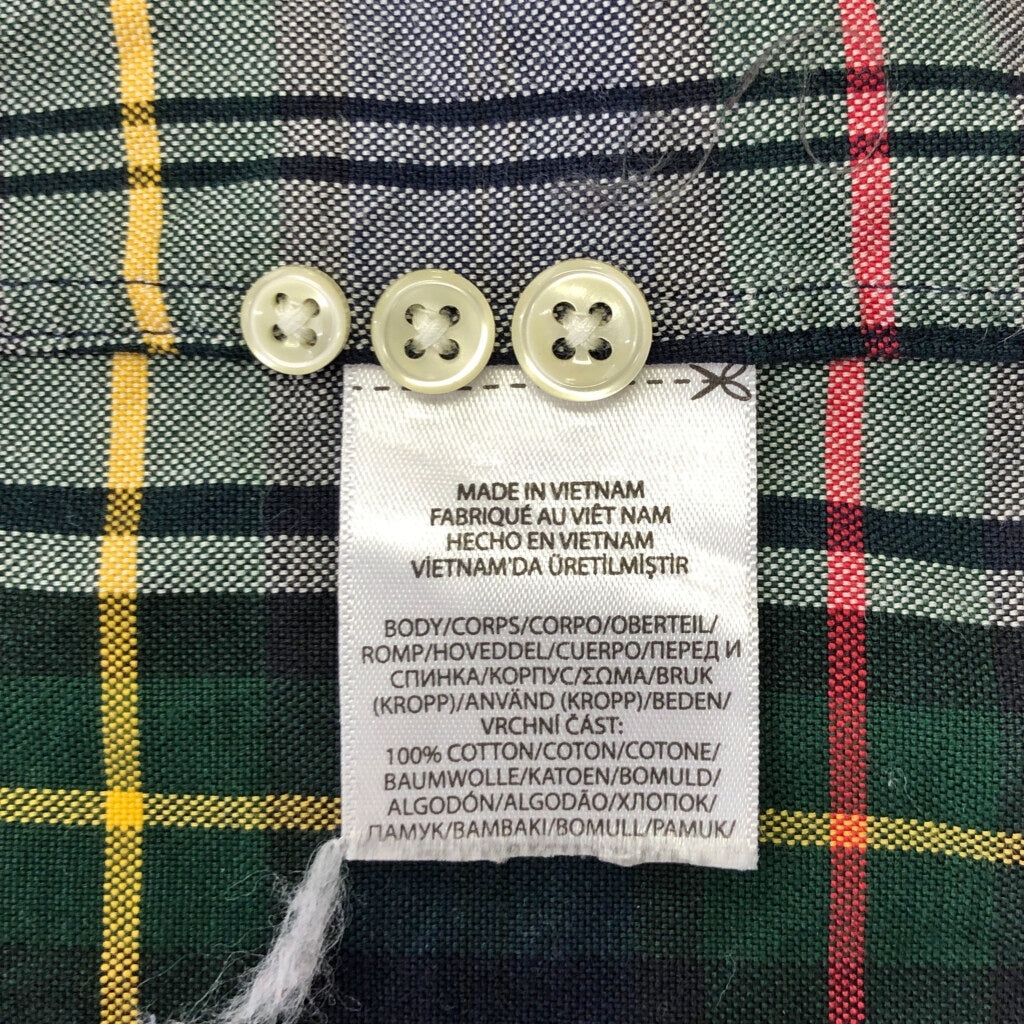 MADE IN VIETNAM
FABRIQUÉ AU VIÊT NAM
HECHO EN VIETNAM
VİETNAM'DA ÜRETİLMİŞTİR
BODY/CORPS/CORPO/OBERTEIL/
ROMP/HOVEDDEL/CUERPO/ПЕРЕД И
СПИНКА/КОРПУС/ΣΩΜΑ/BRUK
(KROPP)/ANVÄND (KROPP)/BEDEN/
VRCHNÍ ČÁST:
100% COTTON/COTON/COTONE/
BAUMWOLLE/KATOEN/BOMULD/
ALGODÓN/ALGODÃO/ХЛОПОК/
ПАМУК/ΒΑΜΒΑΚΙ/BOMULL/PAMUK/